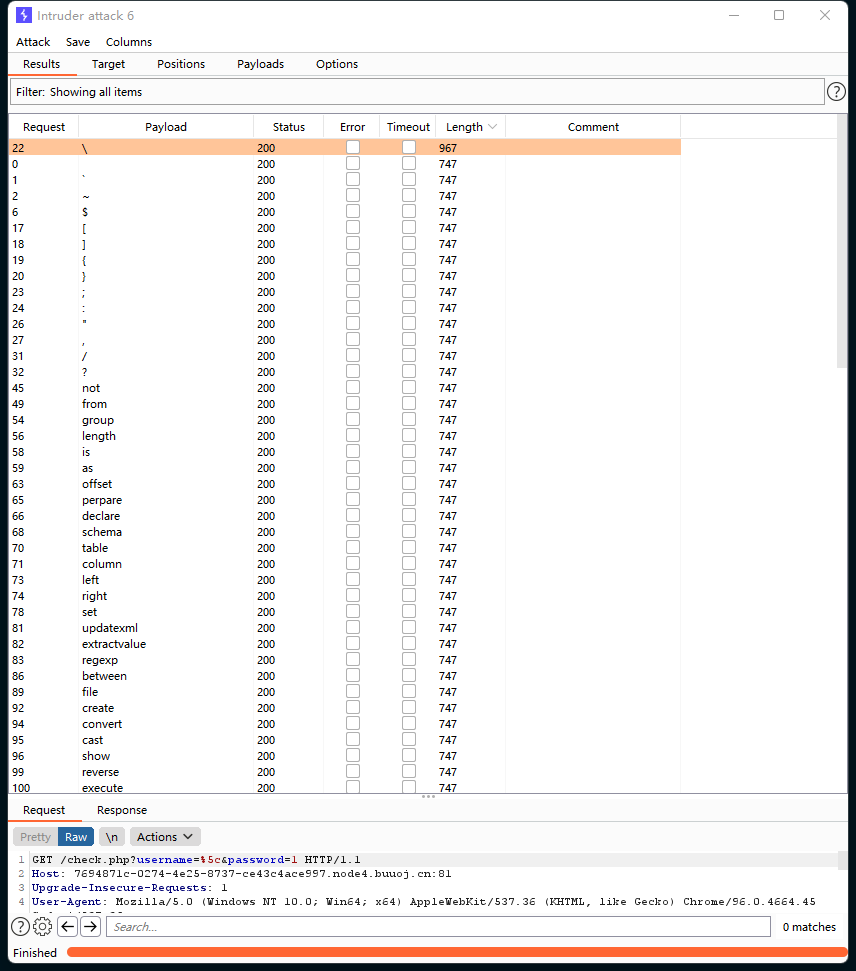 Intruder attack 6
Attack Save Columns
Results Target Positions Payloads Options
Filter: Showing all items ?
Request Payload Status Error Timeout Length Comment
22 \ 200 967
0 200 747
1 ` 200 747
2 ~ 200 747
6 $ 200 747
17 [ 200 747
18 ] 200 747
19 { 200 747
20 } 200 747
23 ; 200 747
24 : 200 747
26 " 200 747
27 , 200 747
31 / 200 747
32 ? 200 747
45 not 200 747
49 from 200 747
54 group 200 747
56 length 200 747
58 is 200 747
59 as 200 747
63 offset 200 747
65 perpare 200 747
66 declare 200 747
68 schema 200 747
70 table 200 747
71 column 200 747
73 left 200 747
74 right 200 747
78 set 200 747
81 updatexml 200 747
82 extractvalue 200 747
83 regexp 200 747
86 between 200 747
89 file 200 747
92 create 200 747
94 convert 200 747
95 cast 200 747
96 show 200 747
99 reverse 200 747
100 execute 200 747
Request Response
Pretty Raw \n Actions
1 GET /check.php?username=%5c&password=1 HTTP/1.1
2 Host: 7694871c-0274-4e25-8737-ce43c4ace997.node4.buuoj.cn:81
3 Upgrade-Insecure-Requests: 1
4 User-Agent: Mozilla/5.0 (Windows NT 10.0; Win64; x64) AppleWebKit/537.36 (KHTML, like Gecko) Chrome/96.0.4664.45
? Search... 0 matches
Finished